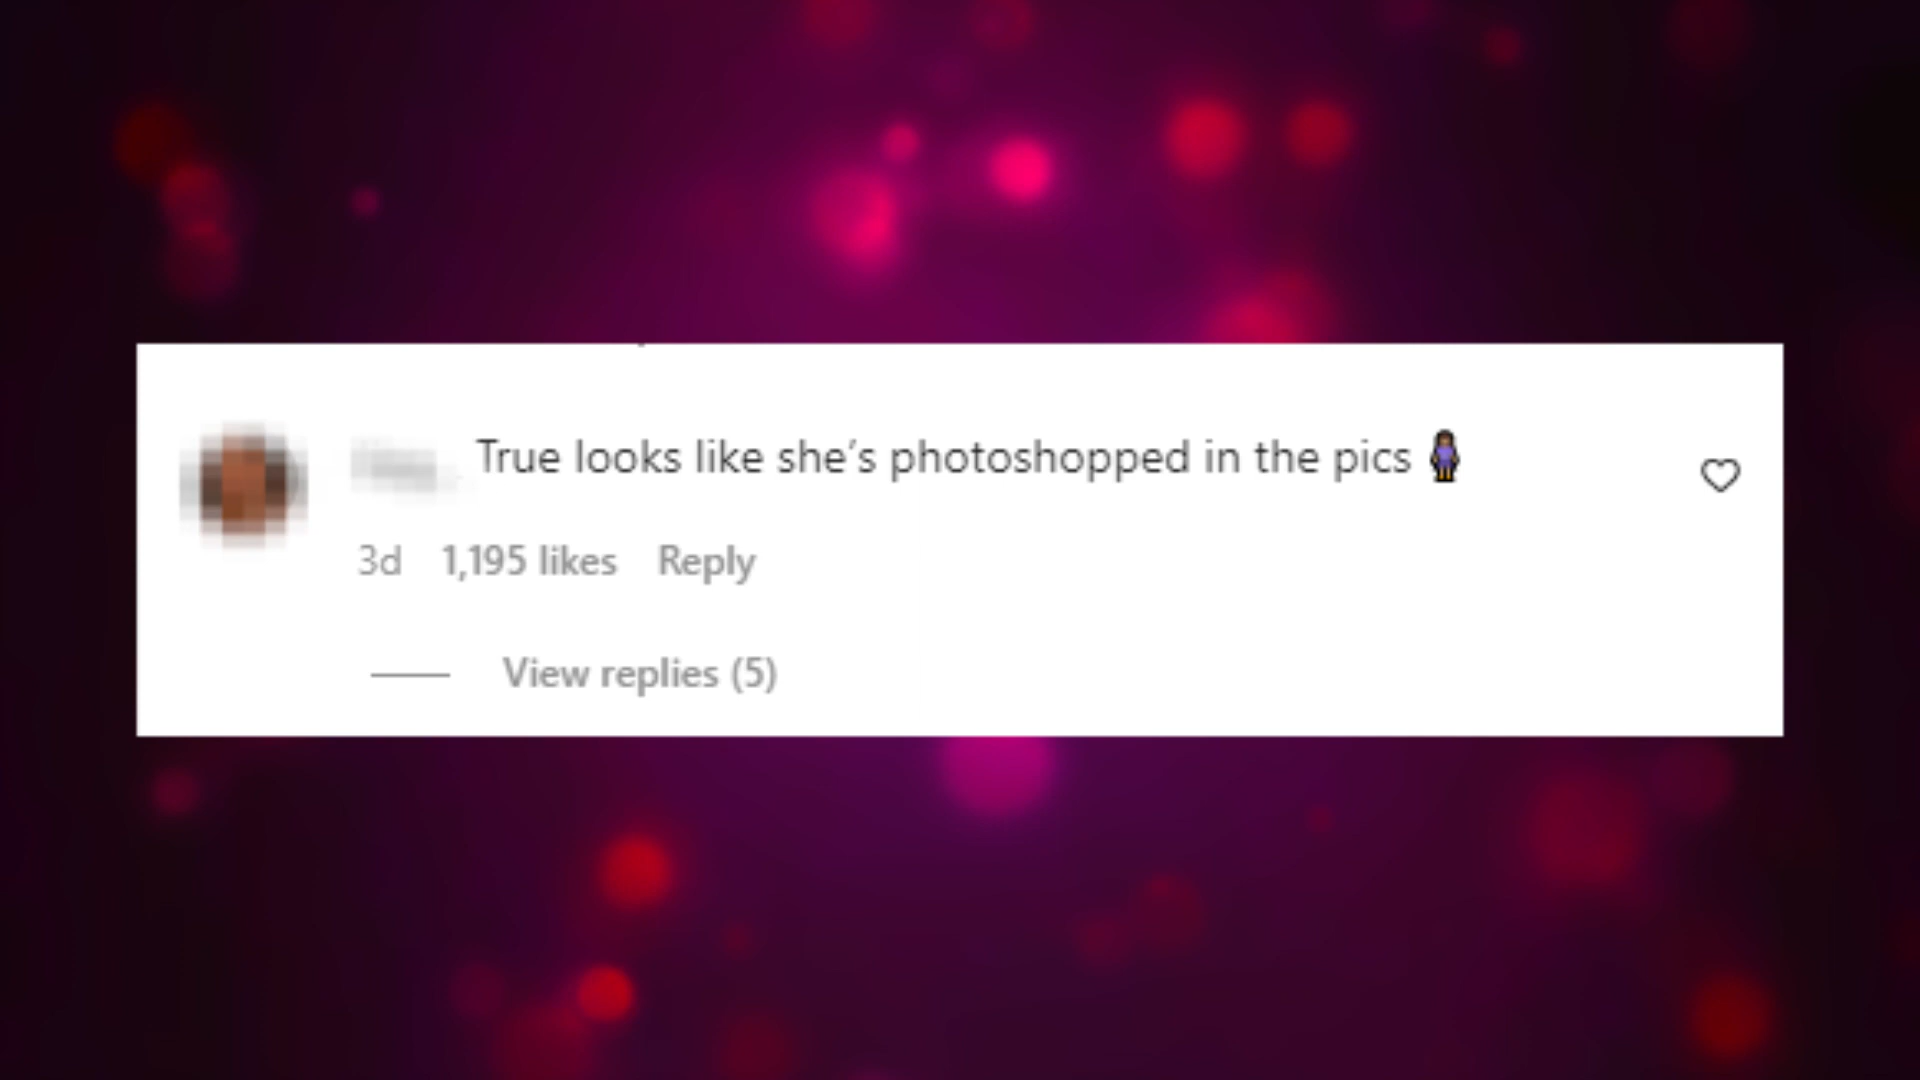 True looks like she's photoshopped in the pics 🧍🏾‍♀️
3d 1,195 likes Reply
View replies (5)